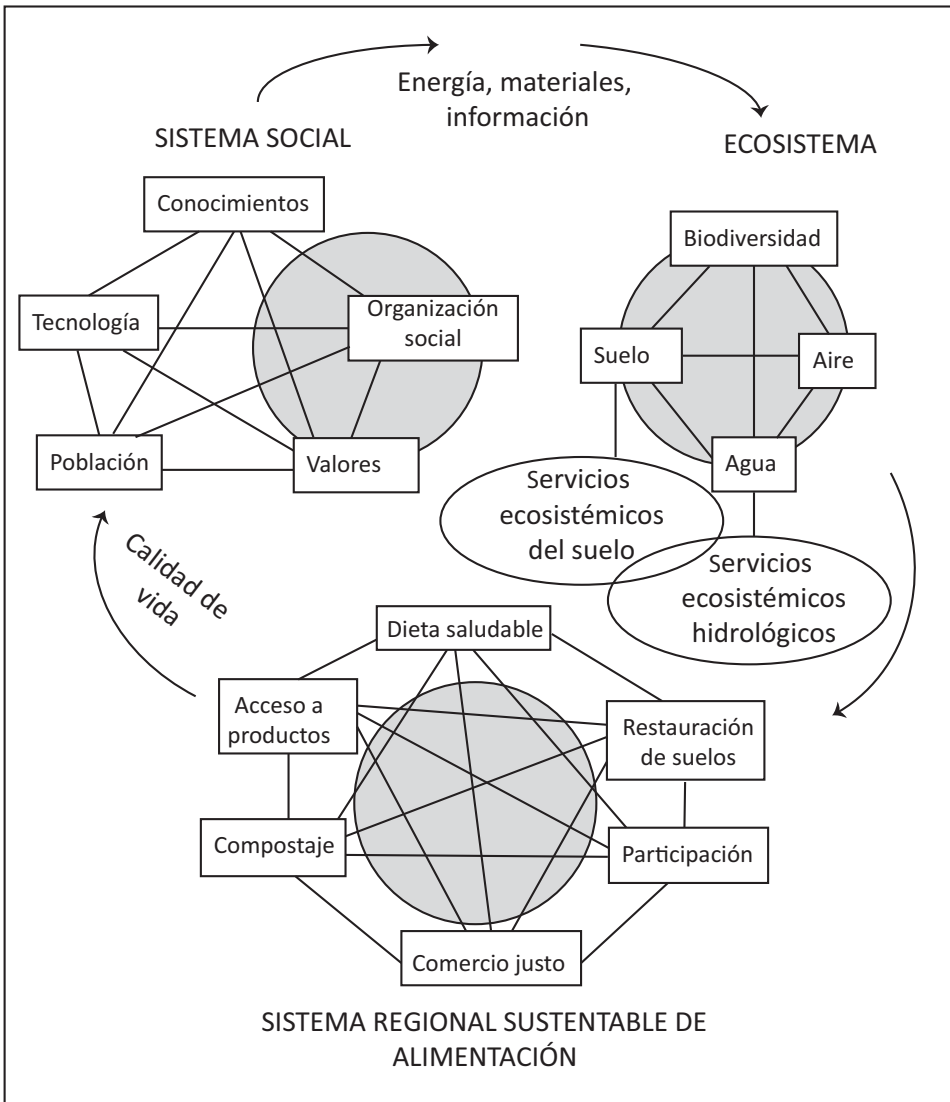 Energía, materiales,
información
SISTEMA SOCIAL
ECOSISTEMA
Conocimientos
Tecnología
Organización
social
Población
Valores
Biodiversidad
Suelo
Aire
Agua
Servicios
ecosistémicos
del suelo
Servicios
ecosistémicos
hidrológicos
Calidad de
vida
Dieta saludable
Acceso a
productos
Restauración
de suelos
Compostaje
Participación
Comercio justo
SISTEMA REGIONAL SUSTENTABLE DE
ALIMENTACIÓN